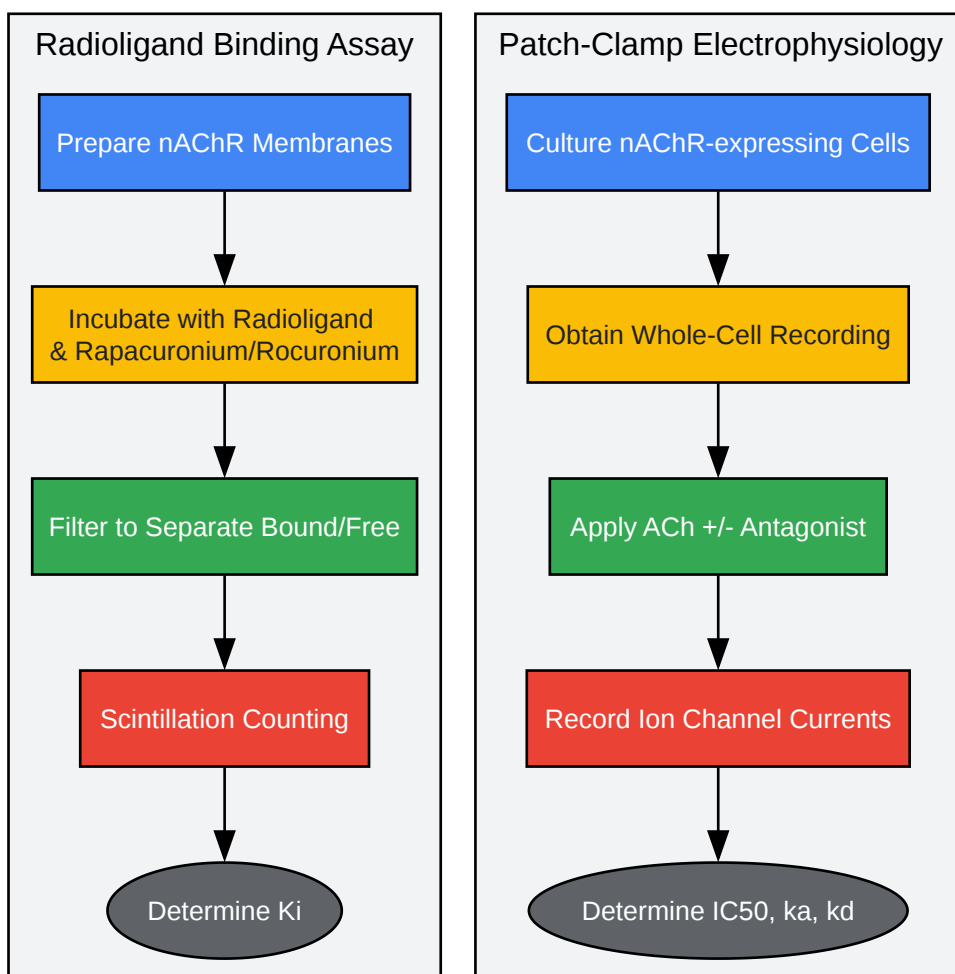 Radioligand Binding Assay
Prepare nAChR Membranes
Incubate with Radioligand
& Rapacuronium/Rocuronium
Filter to Separate Bound/Free
Scintillation Counting
Determine Ki
Patch-Clamp Electrophysiology
Culture nAChR-expressing Cells
Obtain Whole-Cell Recording
Apply ACh +/- Antagonist
Record Ion Channel Currents
Determine IC50, ka, kd